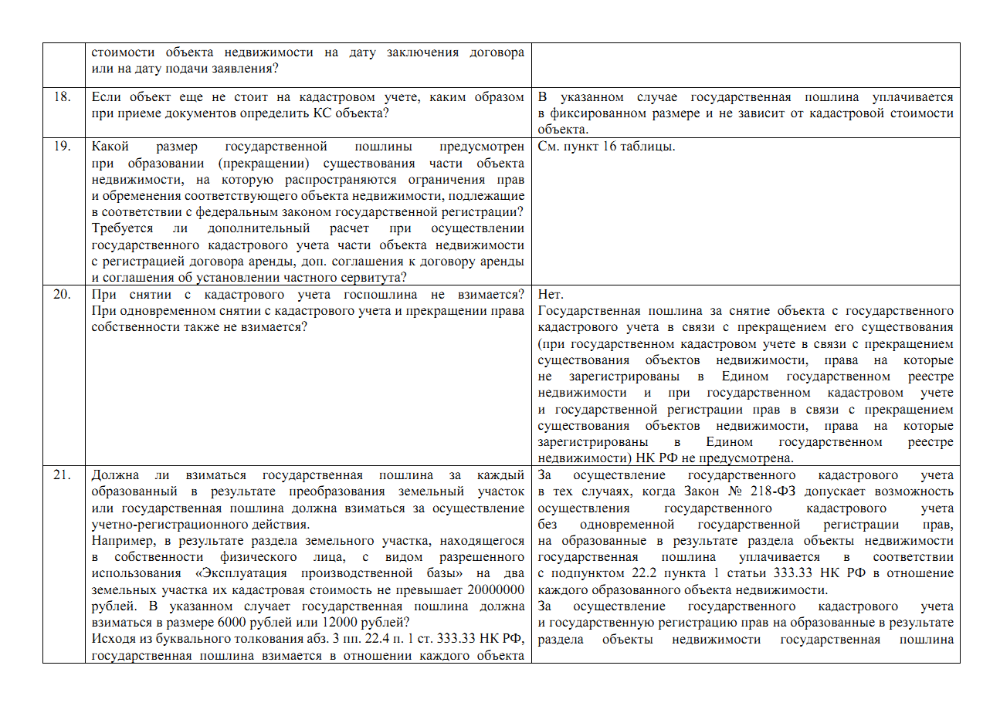 стоимости объекта недвижимости на дату заключения договора
или на дату подачи заявления?
18.
Если объект еще не стоит на кадастровом учете, каким образом
при приеме документов определить КС объекта?
В указанном случае государственная пошлина уплачивается
в фиксированном размере и не зависит от кадастровой стоимости
объекта.
19.
Какой размер государственной пошлины предусмотрен
при образовании (прекращении) существования части объекта
недвижимости, на которую распространяются ограничения прав
и обременения соответствующего объекта недвижимости, подлежащие
в соответствии с федеральным законом государственной регистрации?
Требуется ли дополнительный расчет при осуществлении
государственного кадастрового учета части объекта недвижимости
с регистрацией договора аренды, доп. соглашения к договору аренды
и соглашения об установлении частного сервитута?
См. пункт 16 таблицы.
20.
При снятии с кадастрового учета госпошлина не взимается?
При одновременном снятии с кадастрового учета и прекращении права
собственности также не взимается?
Нет.
Государственная пошлина за снятие объекта с государственного
кадастрового учета в связи с прекращением его существования
(при государственном кадастровом учете в связи с прекращением
существования объектов недвижимости, права на которые
не зарегистрированы в Едином государственном реестре
недвижимости и при государственном кадастровом учете
и государственной регистрации прав в связи с прекращением
существования объектов недвижимости, права на которые
зарегистрированы в Едином государственном реестре
недвижимости) НК РФ не предусмотрена.
21.
Должна ли взиматься государственная пошлина за каждый
образованный в результате преобразования земельный участок
или государственная пошлина должна взиматься за осуществление
учетно-регистрационного действия.
Например, в результате раздела земельного участка, находящегося
в собственности физического лица, с видом разрешенного
использования «Эксплуатация производственной базы» на два
земельных участка их кадастровая стоимость не превышает 20000000
рублей. В указанном случает государственная пошлина должна
взиматься в размере 6000 рублей или 12000 рублей?
Исходя из буквального толкования абз. 3 пп. 22.4 п. 1 ст. 333.33 НК РФ,
государственная пошлина взимается в отношении каждого объекта
За осуществление государственного кадастрового учета
в тех случаях, когда Закон № 218-ФЗ допускает возможность
осуществления государственного кадастрового учета
без одновременной государственной регистрации прав,
на образованные в результате раздела объекты недвижимости
государственная пошлина уплачивается в соответствии
с подпунктом 22.2 пункта 1 статьи 333.33 НК РФ в отношение
каждого образованного объекта недвижимости.
За осуществление государственного кадастрового учета
и государственную регистрацию прав на образованные в результате
раздела объекты недвижимости государственная пошлина